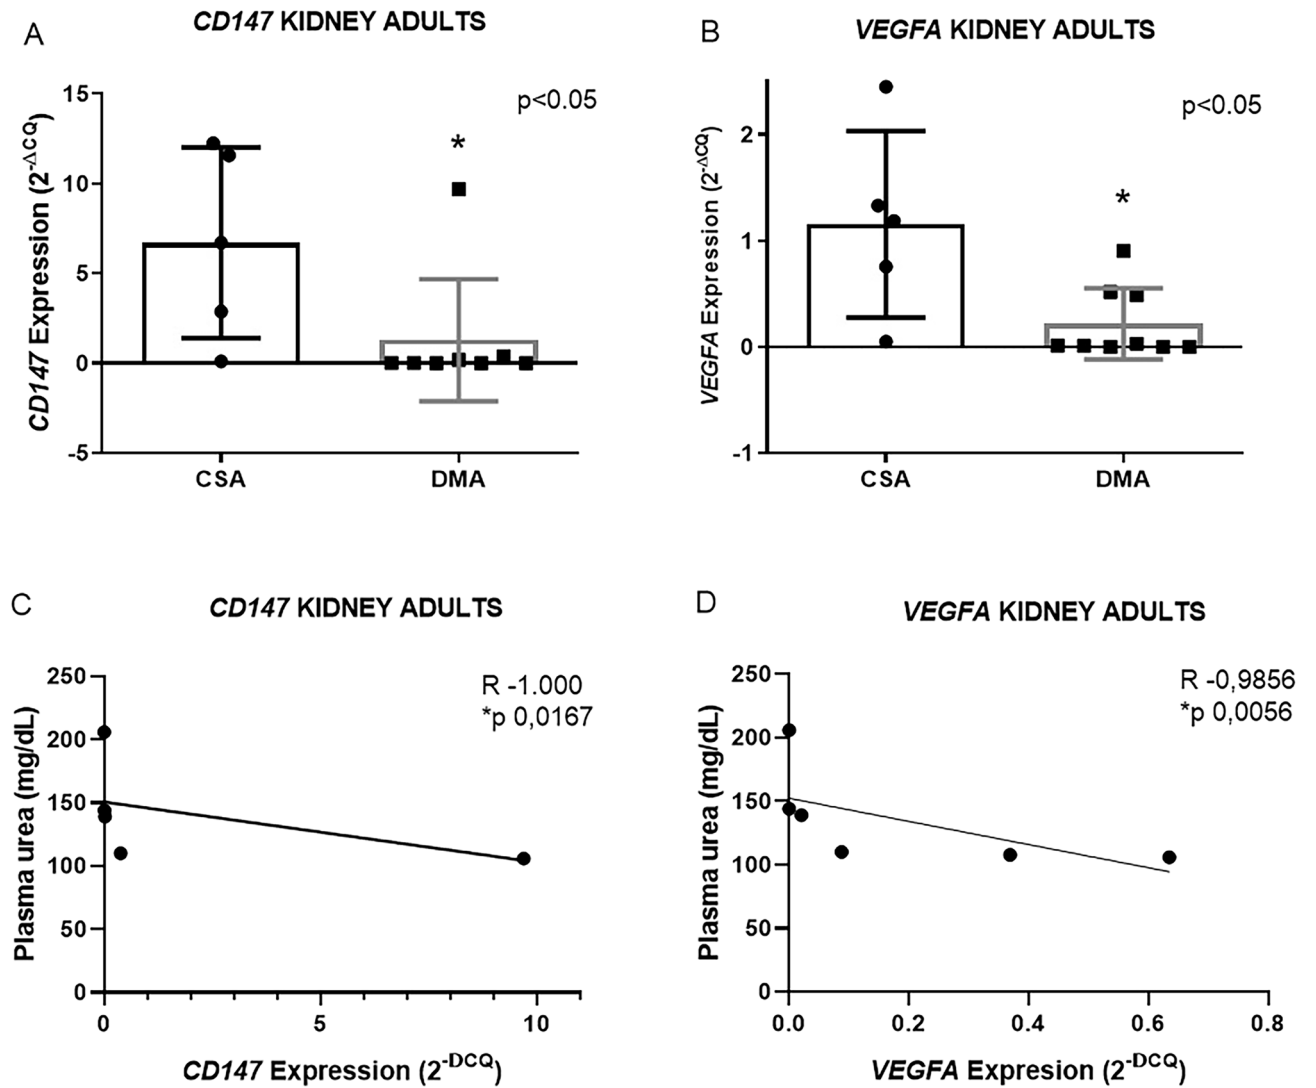 A
CD147 KIDNEY ADULTS
CD147 Expression (2-ΔCQ)
15
10
5
0
-5
p<0.05
*
CSA
DMA
B
VEGFA KIDNEY ADULTS
VEGFA Expression (2-ΔCQ)
2
1
0
-1
p<0.05
*
CSA
DMA
C
CD147 KIDNEY ADULTS
Plasma urea (mg/dL)
250
200
150
100
50
0
R -1.000
*p 0,0167
0
5
10
CD147 Expression (2-DCQ)
D
VEGFA KIDNEY ADULTS
Plasma urea (mg/dL)
250
200
150
100
50
0
R -0,9856
*p 0,0056
0.0
0.2
0.4
0.6
0.8
VEGFA Expresion (2-DCQ)